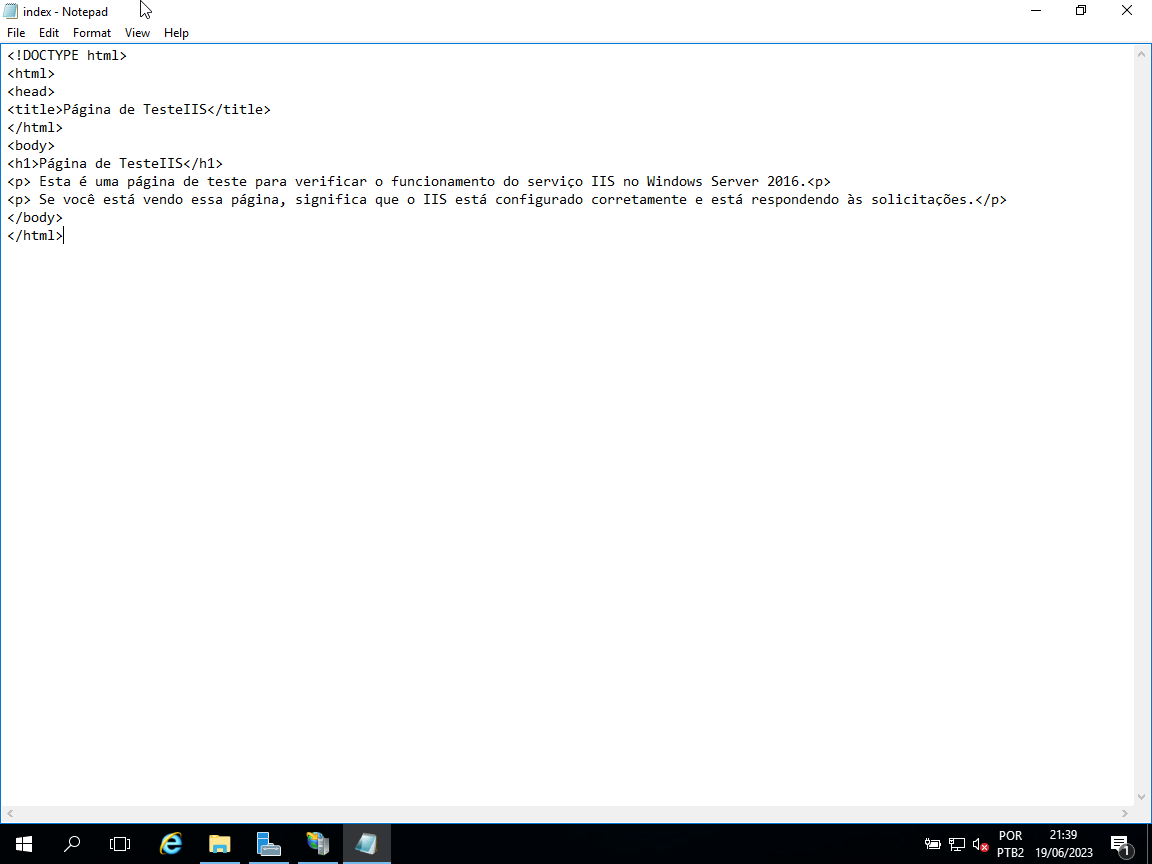 index - Notepad
File Edit Format View Help
<!DOCTYPE html>
<html>
<head>
<title>Página de TesteIIS</title>
</html>
<body>
<h1>Página de TesteIIS</h1>
<p> Esta é uma página de teste para verificar o funcionamento do serviço IIS no Windows Server 2016.<p>
<p> Se você está vendo essa página, significa que o IIS está configurado corretamente e está respondendo às solicitações.</p>
</body>
</html>
POR 21:39
PTB2 19/06/2023 1